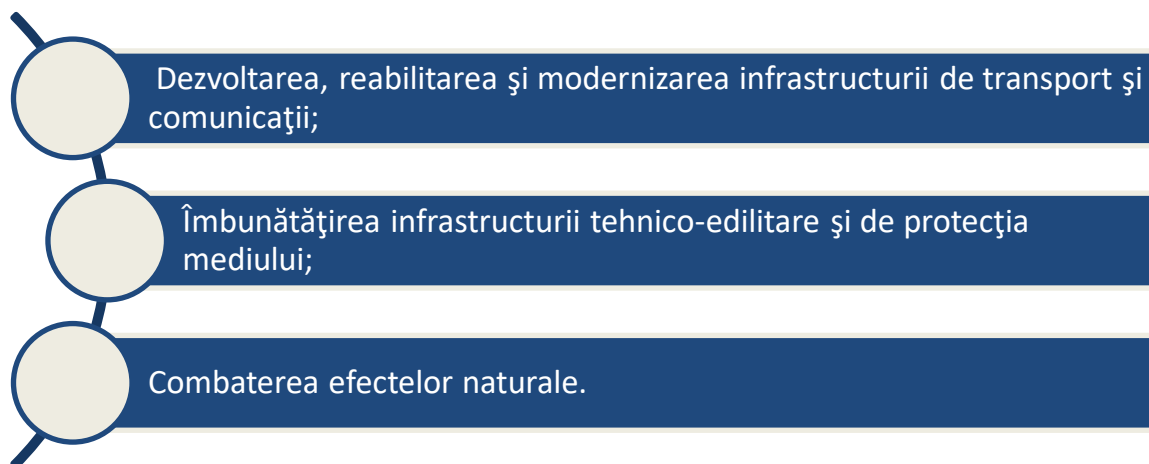 Dezvoltarea, reabilitarea şi modernizarea infrastructurii de transport şi
comunicaţii;
Îmbunătăţirea infrastructurii tehnico-edilitare şi de protecţia
mediului;
Combaterea efectelor naturale.